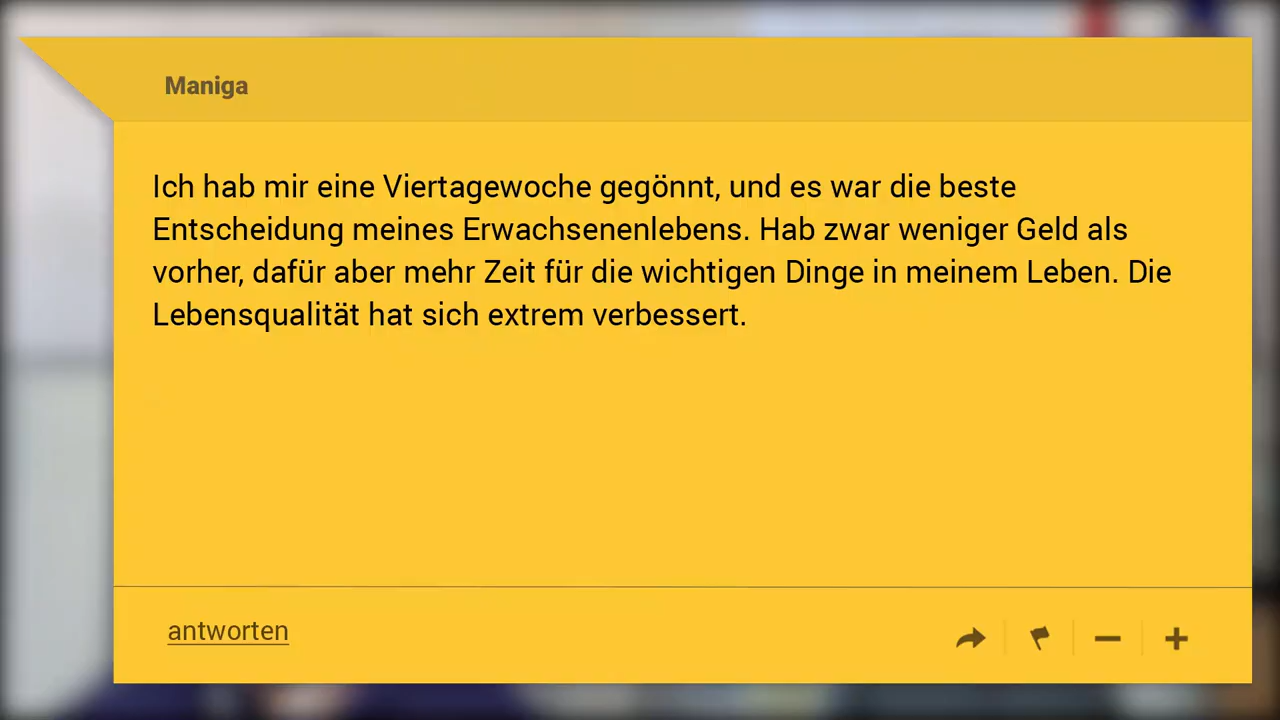 Maniga
Ich hab mir eine Viertagewoche gegönnt, und es war die beste
Entscheidung meines Erwachsenenlebens. Hab zwar weniger Geld als
vorher, dafür aber mehr Zeit für die wichtigen Dinge in meinem Leben. Die
Lebensqualität hat sich extrem verbessert.
antworten